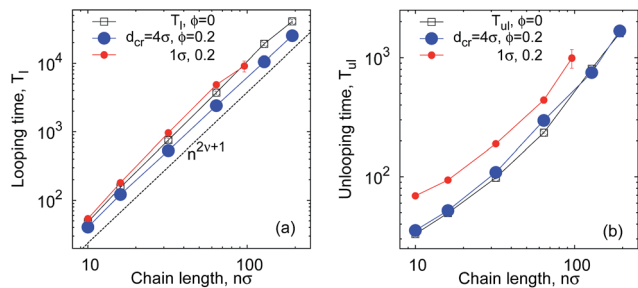 T_l, ϕ=0
d_cr=4σ, ϕ=0.2
1σ, 0.2
10^4
10^3
10^2
Looping time, T_l
n^{2ν+1}
(a)
10
100
Chain length, nσ
T_ul, ϕ=0
d_cr=4σ, ϕ=0.2
1σ, 0.2
10^3
10^2
Unlooping time, T_ul
(b)
10
100
Chain length, nσ